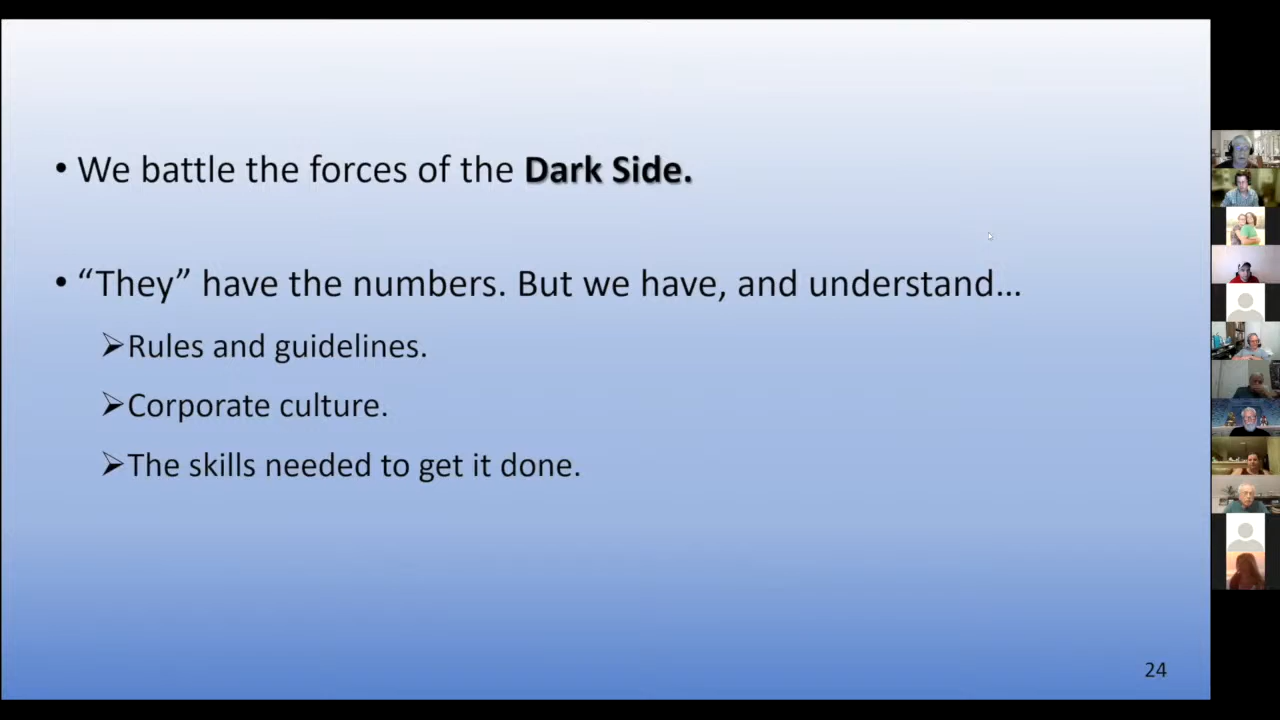 • We battle the forces of the Dark Side.
• “They” have the numbers. But we have, and understand…
➢Rules and guidelines.
➢Corporate culture.
➢The skills needed to get it done.
24